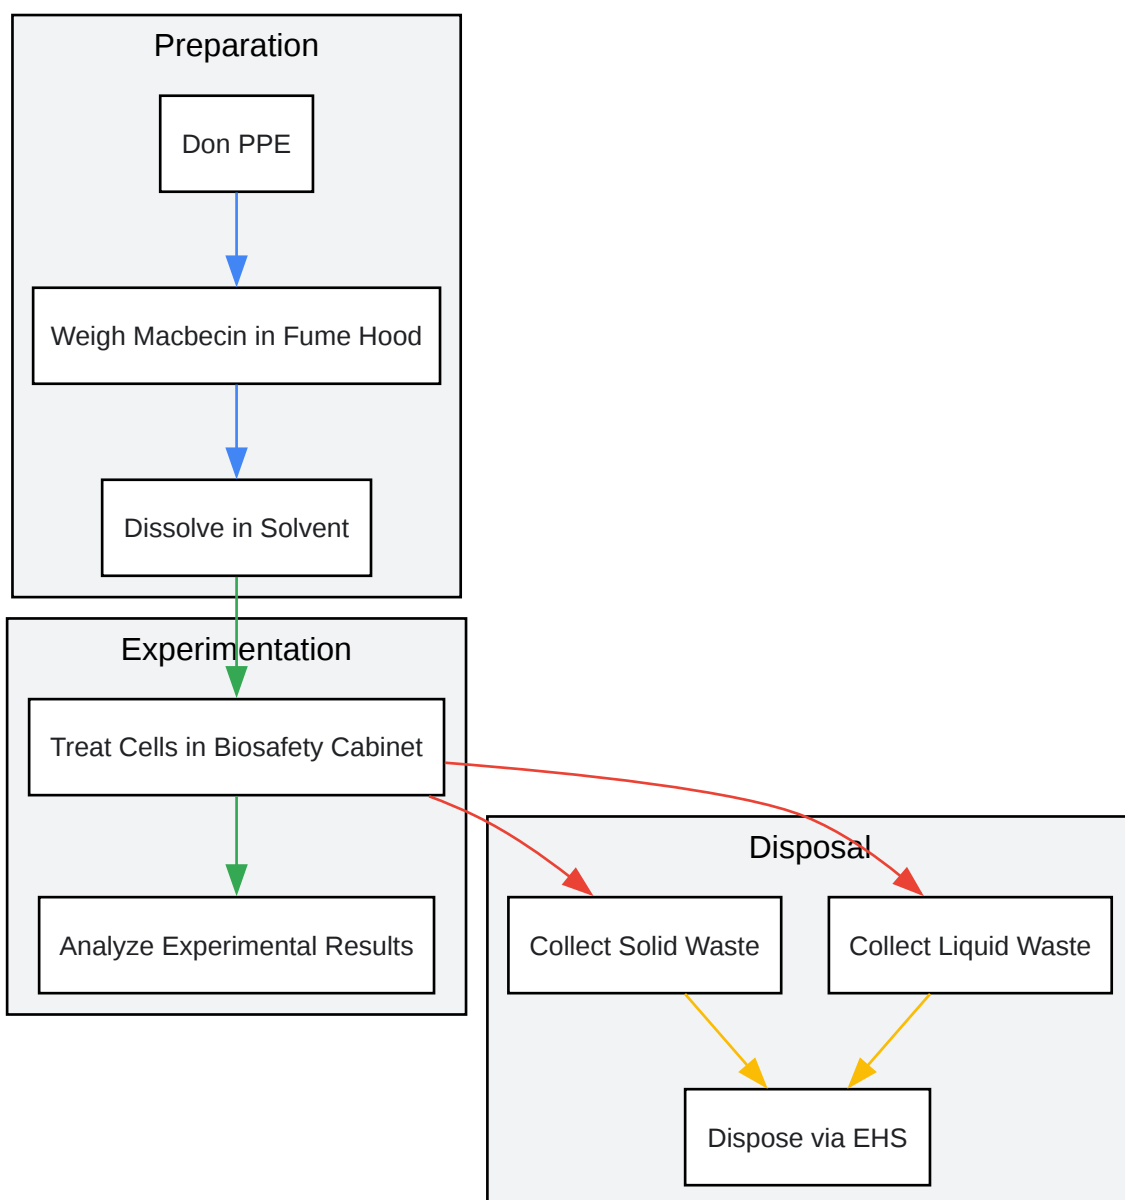 Preparation
Don PPE
Weigh Macbecin in Fume Hood
Dissolve in Solvent
Experimentation
Treat Cells in Biosafety Cabinet
Analyze Experimental Results
Disposal
Collect Solid Waste
Collect Liquid Waste
Dispose via EHS